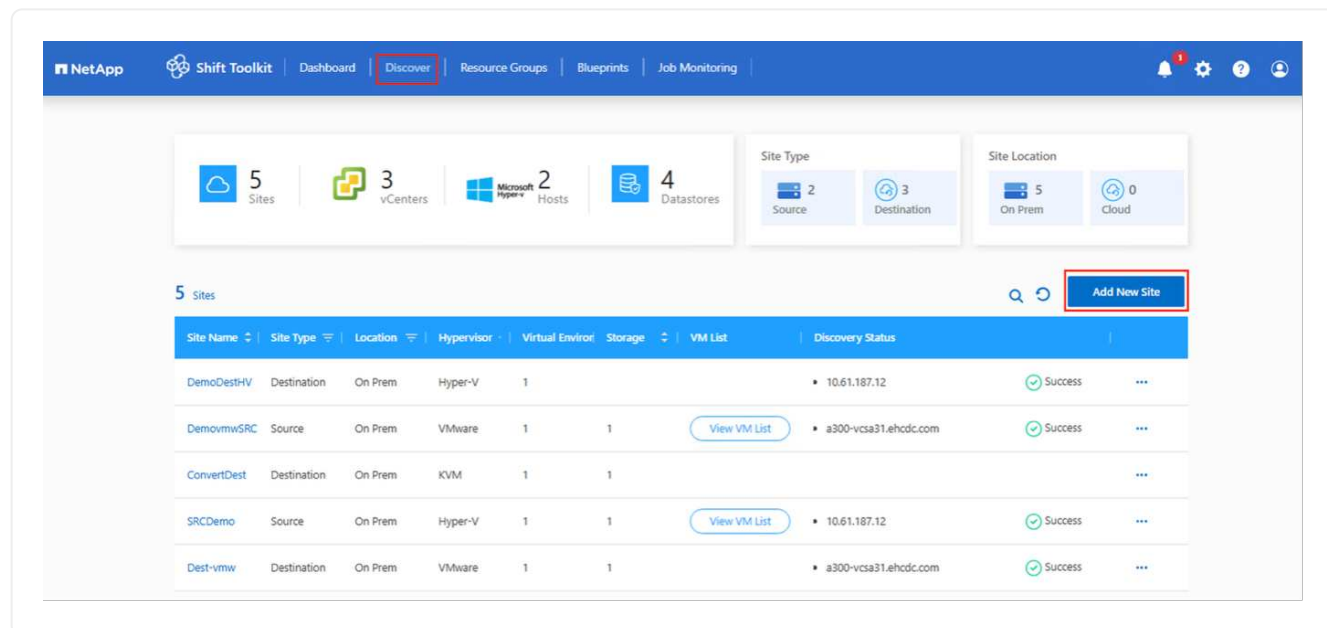 NetApp Shift Toolkit Dashboard Discover Resource Groups Blueprints Job Monitoring 1 ?
5 Sites
3 vCenters
Microsoft Hyper-v 2 Hosts
4 Datastores
Site Type
2 Source
3 Destination
Site Location
5 On Prem
0 Cloud
5 Sites Add New Site
Site Name Site Type Location Hypervisor Virtual Environ Storage VM List Discovery Status
DemoDestHV Destination On Prem Hyper-V 1 • 10.61.187.12 Success ...
DemovmwSRC Source On Prem VMware 1 1 View VM List • a300-vcsa31.ehcdc.com Success ...
ConvertDest Destination On Prem KVM 1 1 ...
SRCDemo Source On Prem Hyper-V 1 1 View VM List • 10.61.187.12 Success ...
Dest-vmw Destination On Prem VMware 1 1 • a300-vcsa31.ehcdc.com Success ...